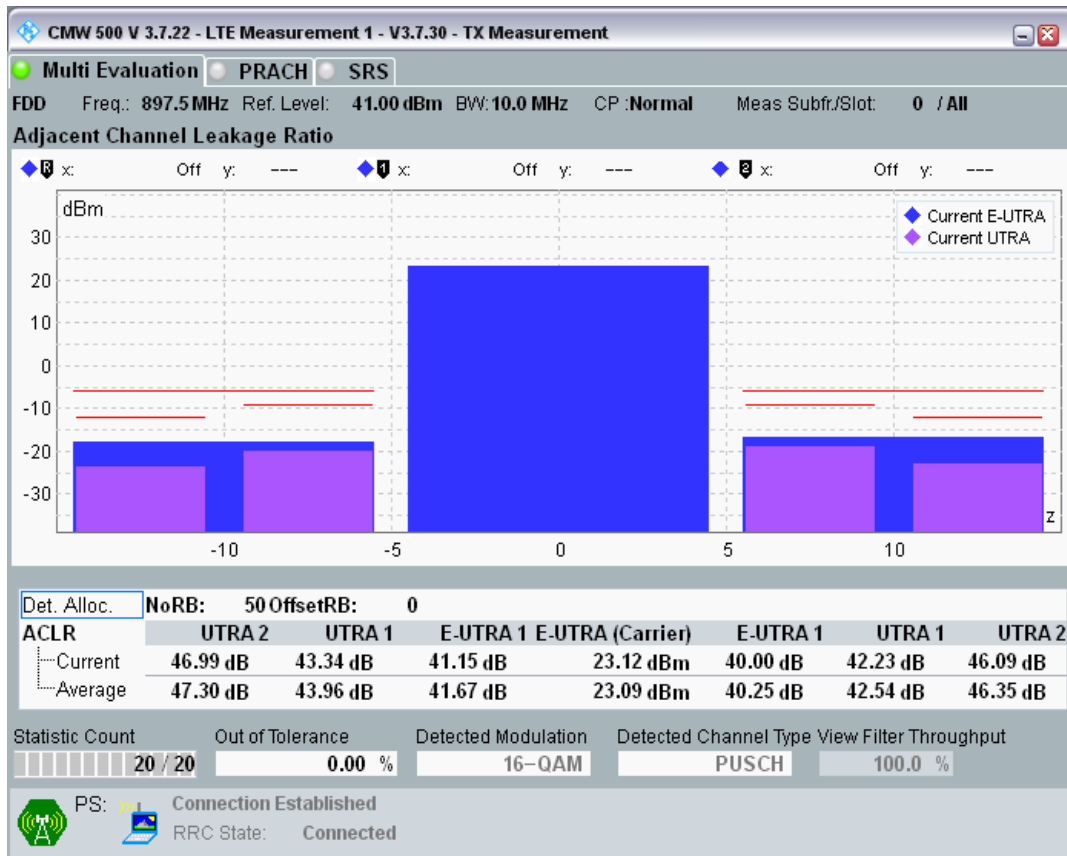 CMW 500 V 3.7.22 - LTE Measurement 1 - V3.7.30 - TX Measurement
Multi Evaluation PRACH SRS
FDD Freq.: 897.5 MHz Ref. Level: 41.00 dBm BW: 10.0 MHz CP :Normal Meas Subfr./Slot: 0 / All
Adjacent Channel Leakage Ratio
R x: Off y: --- 1 x: Off y: --- 2 x: Off y: ---
dBm
Current E-UTRA
Current UTRA
30
20
10
0
-10
-20
-30
z
-10 -5 0 5 10
Det. Alloc. NoRB: 50 OffsetRB: 0
ACLR UTRA 2 UTRA 1 E-UTRA 1 E-UTRA (Carrier) E-UTRA 1 UTRA 1 UTRA 2
Current 46.99 dB 43.34 dB 41.15 dB 23.12 dBm 40.00 dB 42.23 dB 46.09 dB
Average 47.30 dB 43.96 dB 41.67 dB 23.09 dBm 40.25 dB 42.54 dB 46.35 dB
Statistic Count Out of Tolerance Detected Modulation Detected Channel Type View Filter Throughput
20 / 20 0.00 % 16-QAM PUSCH 100.0 %
PS: Connection Established
RRC State: Connected